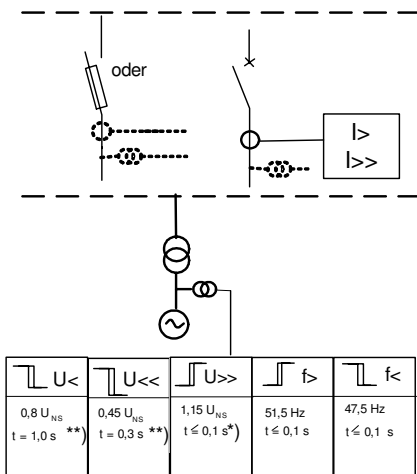 oder
I>
I>>
U<
U<<
U>>
f>
f<
0,8 U_NS
t = 1,0 s **)
0,45 U_NS
t = 0,3 s **)
1,15 U_NS
t ≤ 0,1 s*)
51,5 Hz
t ≤ 0,1 s
47,5 Hz
t ≤ 0,1 s